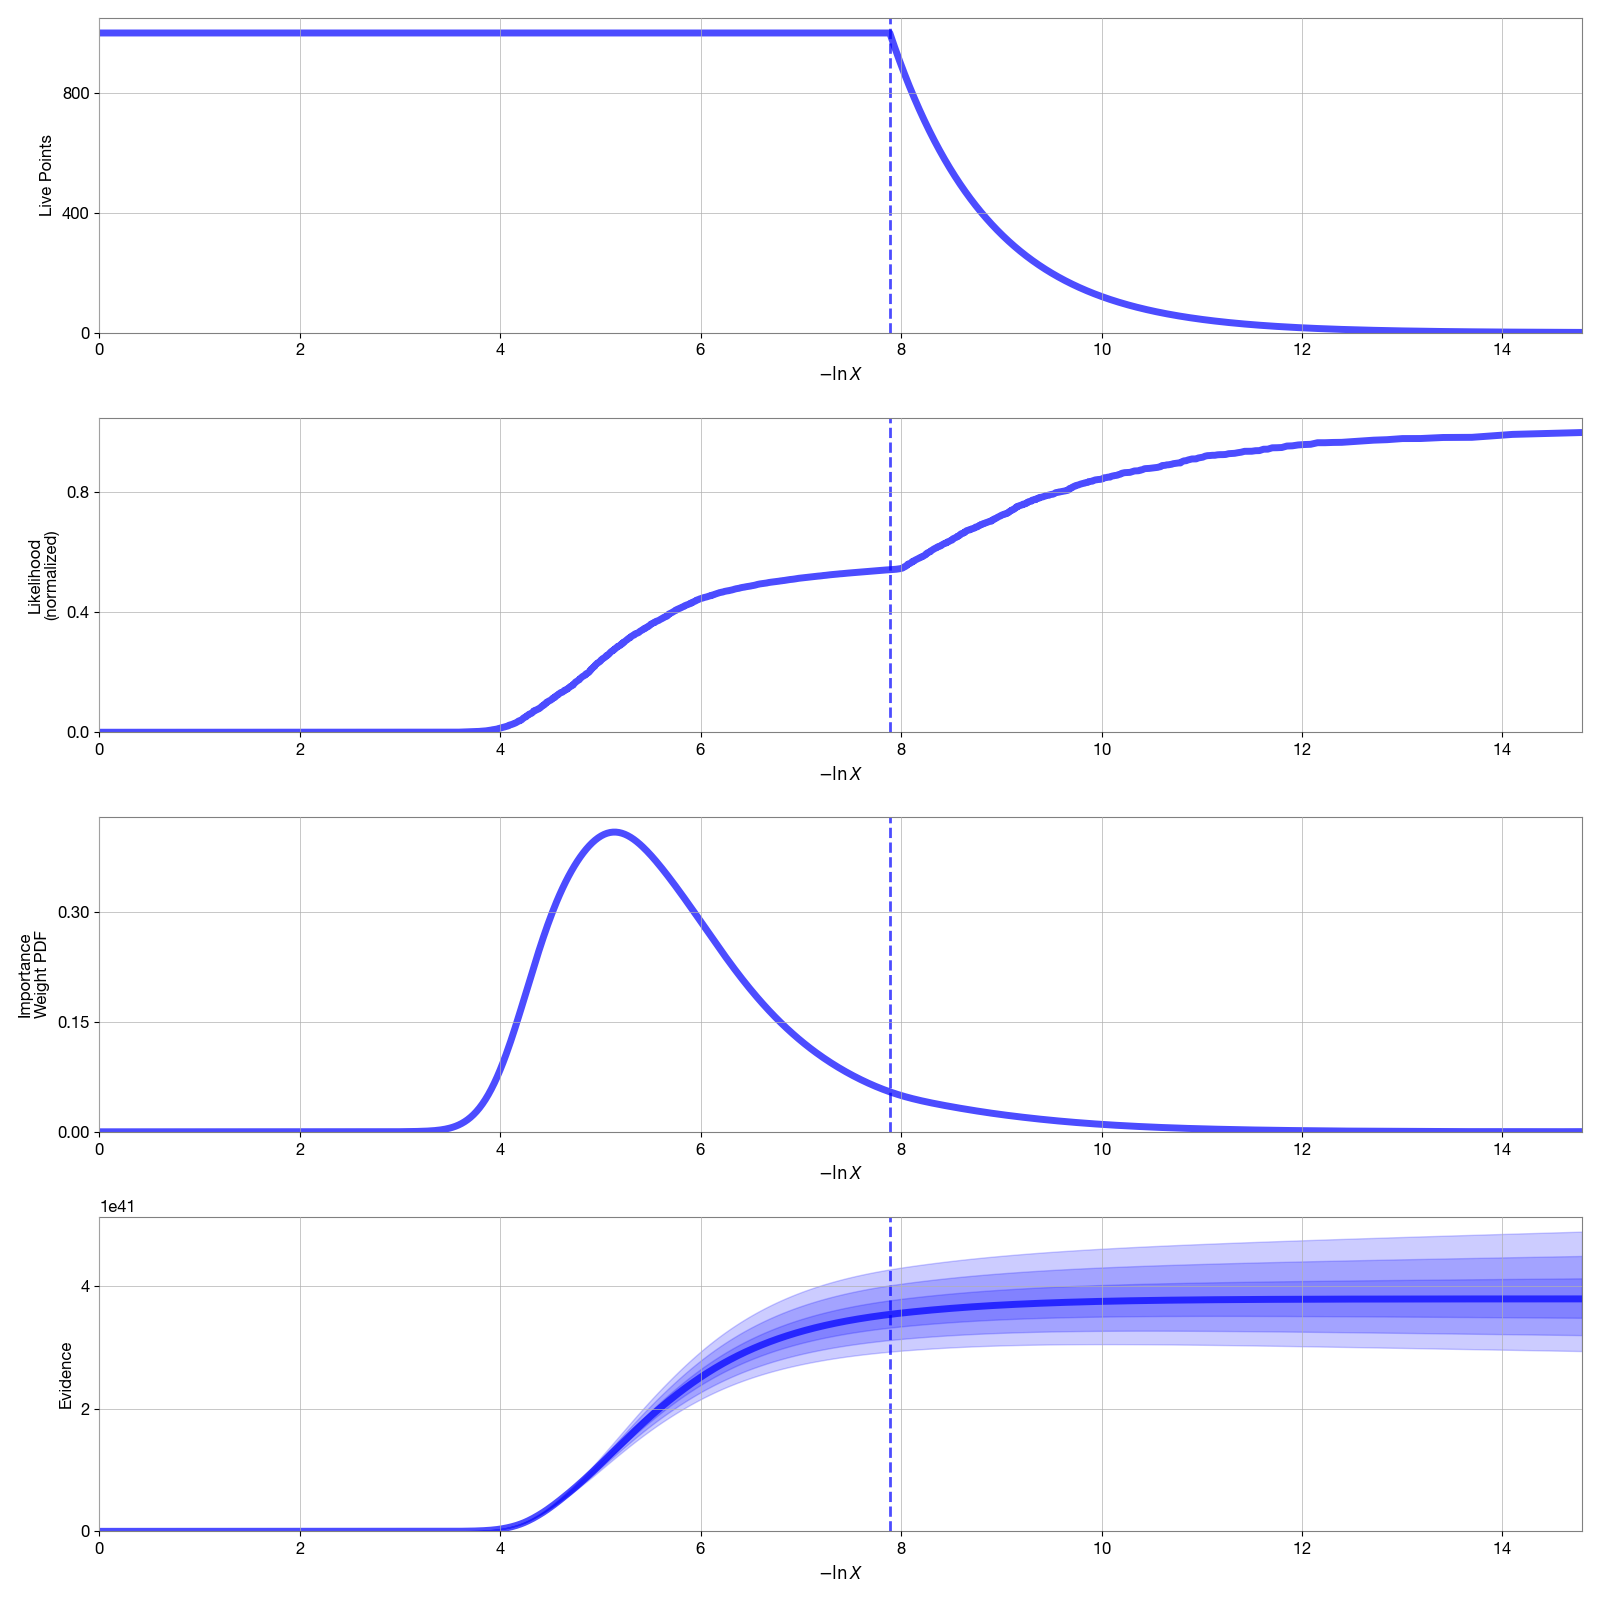 Live Points
800
400
0
0 2 4 6 8 10 12 14
−ln X
Likelihood
(normalized)
0.8
0.4
0.0
0 2 4 6 8 10 12 14
−ln X
Importance
Weight PDF
0.30
0.15
0.00
0 2 4 6 8 10 12 14
−ln X
1e41
Evidence
4
2
0
0 2 4 6 8 10 12 14
−ln X